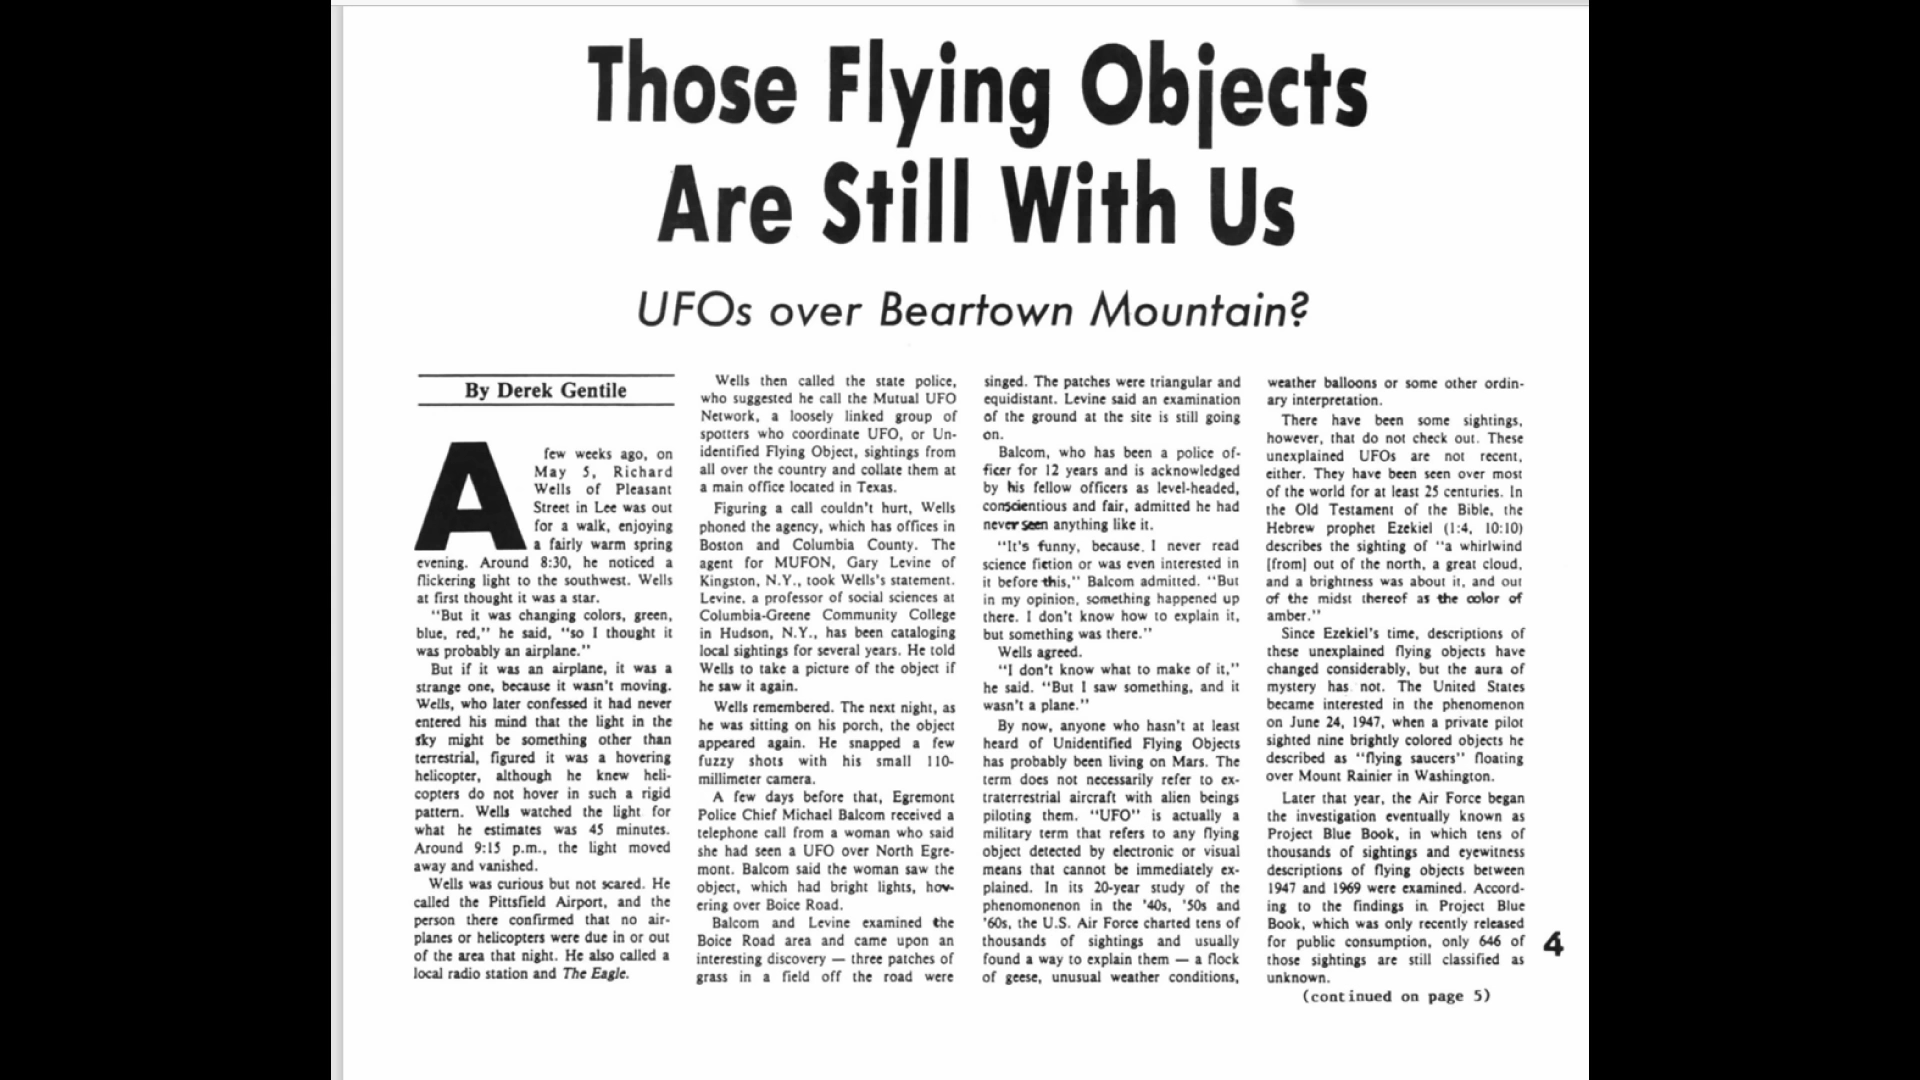 Those Flying Objects
Are Still With Us
UFOs over Beartown Mountain?
By Derek Gentile
A few weeks ago, on
May 5, Richard
Wells of Pleasant
Street in Lee was out
for a walk, enjoying
a fairly warm spring
evening. Around 8:30, he noticed a
flickering light to the southwest. Wells
at first thought it was a star.
"But it was changing colors, green,
blue, red," he said, "so I thought it
was probably an airplane."
But if it was an airplane, it was a
strange one, because it wasn't moving.
Wells, who later confessed it had never
entered his mind that the light in the
sky might be something other than
terrestrial, figured it was a hovering
helicopter, although he knew heli-
copters do not hover in such a rigid
pattern. Wells watched the light for
what he estimates was 45 minutes.
Around 9:15 p.m., the light moved
away and vanished.
Wells was curious but not scared. He
called the Pittsfield Airport, and the
person there confirmed that no air-
planes or helicopters were due in or out
of the area that night. He also called a
local radio station and The Eagle.
Wells then called the state police,
who suggested he call the Mutual UFO
Network, a loosely linked group of
spotters who coordinate UFO, or Un-
identified Flying Object, sightings from
all over the country and collate them at
a main office located in Texas.
Figuring a call couldn't hurt, Wells
phoned the agency, which has offices in
Boston and Columbia County. The
agent for MUFON, Gary Levine of
Kingston, N.Y., took Wells's statement.
Levine, a professor of social sciences at
Columbia-Greene Community College
in Hudson, N.Y., has been cataloging
local sightings for several years. He told
Wells to take a picture of the object if
he saw it again.
Wells remembered. The next night, as
he was sitting on his porch, the object
appeared again. He snapped a few
fuzzy shots with his small 110-
millimeter camera.
A few days before that, Egremont
Police Chief Michael Balcom received a
telephone call from a woman who said
she had seen a UFO over North Egre-
mont. Balcom said the woman saw the
object, which had bright lights, hov-
ering over Boice Road.
Balcom and Levine examined the
Boice Road area and came upon an
interesting discovery — three patches of
grass in a field off the road were
singed. The patches were triangular and
equidistant. Levine said an examination
of the ground at the site is still going
on.
Balcom, who has been a police of-
ficer for 12 years and is acknowledged
by his fellow officers as level-headed,
conscientious and fair, admitted he had
never seen anything like it.
"It's funny, because, I never read
science fiction or was even interested in
it before this," Balcom admitted. "But
in my opinion, something happened up
there. I don't know how to explain it,
but something was there."
Wells agreed.
"I don't know what to make of it,"
he said. "But I saw something, and it
wasn't a plane."
By now, anyone who hasn't at least
heard of Unidentified Flying Objects
has probably been living on Mars. The
term does not necessarily refer to ex-
traterrestrial aircraft with alien beings
piloting them. "UFO" is actually a
military term that refers to any flying
object detected by electronic or visual
means that cannot be immediately ex-
plained. In its 20-year study of the
phenomonenon in the '40s, '50s and
'60s, the U.S. Air Force charted tens of
thousands of sightings and usually
found a way to explain them — a flock
of geese, unusual weather conditions,
weather balloons or some other ordin-
ary interpretation.
There have been some sightings,
however, that do not check out. These
unexplained UFOs are not recent,
either. They have been seen over most
of the world for at least 25 centuries. In
the Old Testament of the Bible, the
Hebrew prophet Ezekiel (1:4, 10:10)
describes the sighting of "a whirlwind
[from] out of the north, a great cloud,
and a brightness was about it, and out
of the midst thereof as the color of
amber."
Since Ezekiel's time, descriptions of
these unexplained flying objects have
changed considerably, but the aura of
mystery has not. The United States
became interested in the phenomenon
on June 24, 1947, when a private pilot
sighted nine brightly colored objects he
described as "flying saucers" floating
over Mount Rainier in Washington.
Later that year, the Air Force began
the investigation eventually known as
Project Blue Book, in which tens of
thousands of sightings and eyewitness
descriptions of flying objects between
1947 and 1969 were examined. Accord-
ing to the findings in Project Blue
Book, which was only recently released
for public consumption, only 646 of
those sightings are still classified as
unknown.
(continued on page 5)
4